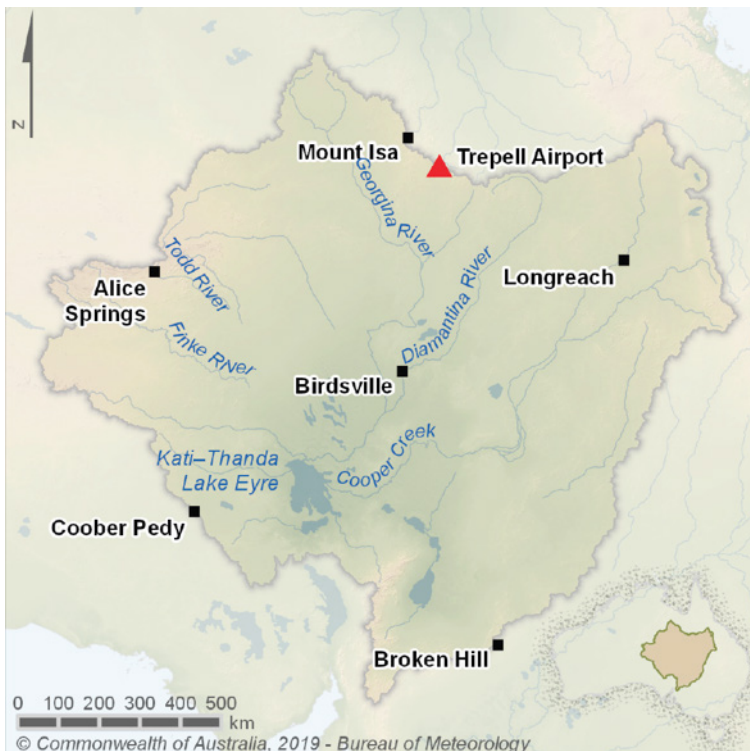 N
Mount Isa
Trepell Airport
Georgina River
Todd River
Alice
Springs
Longreach
Diamantina River
Finke River
Birdsville
Cooper Creek
Kati–Thanda
Lake Eyre
Coober Pedy
Broken Hill
0 100 200 300 400 500
km
© Commonwealth of Australia, 2019 - Bureau of Meteorology